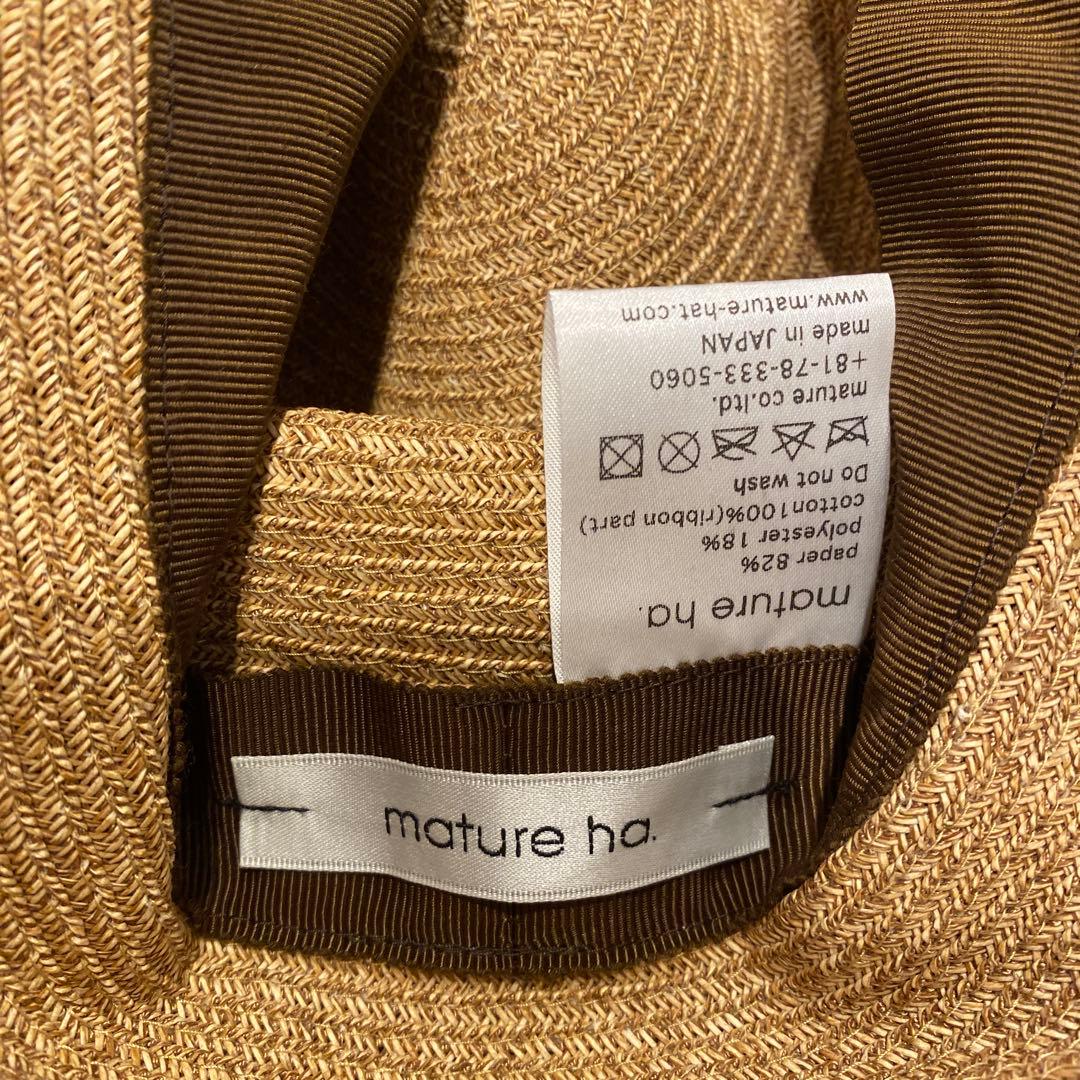 mature ha.
paper 82%
polyester 18%
cotton100%(ribbon part)
Do not wash
mature co.ltd.
+81-78-333-5060
made in JAPAN
www.mature-hat.com
mature ha.